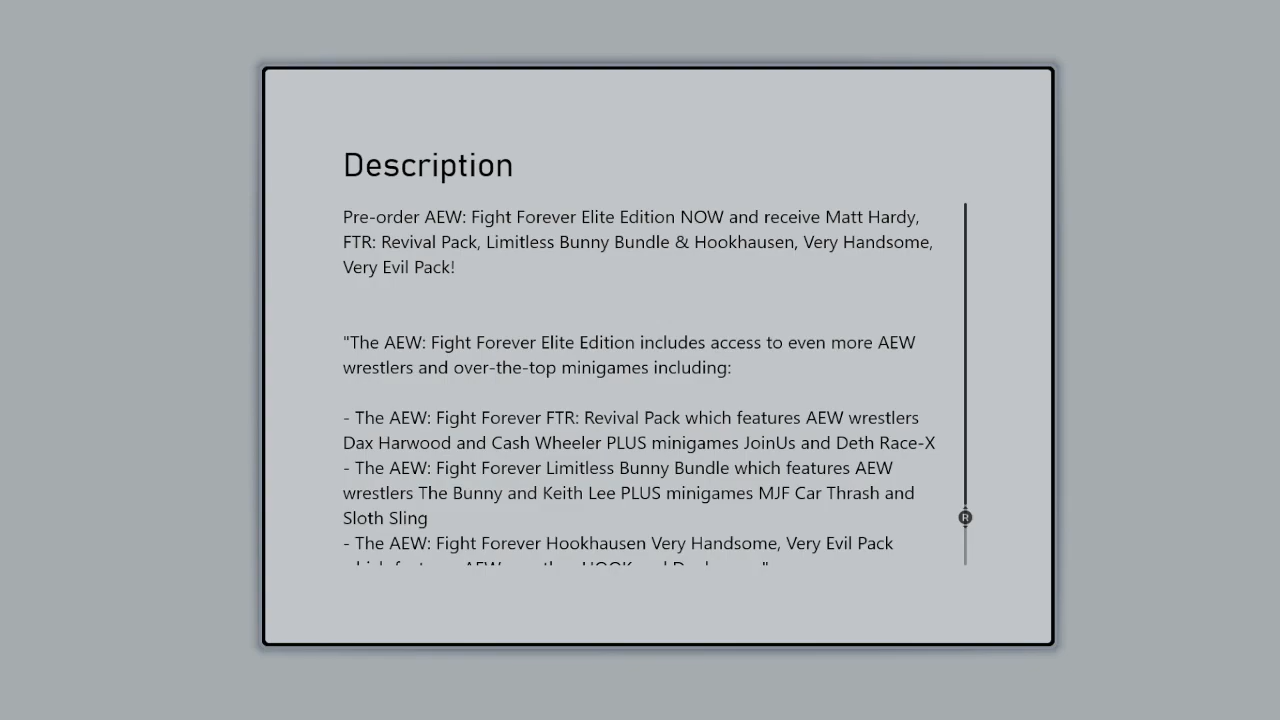 Description
Pre-order AEW: Fight Forever Elite Edition NOW and receive Matt Hardy,
FTR: Revival Pack, Limitless Bunny Bundle & Hookhausen, Very Handsome,
Very Evil Pack!
"The AEW: Fight Forever Elite Edition includes access to even more AEW
wrestlers and over-the-top minigames including:
- The AEW: Fight Forever FTR: Revival Pack which features AEW wrestlers
Dax Harwood and Cash Wheeler PLUS minigames JoinUs and Deth Race-X
- The AEW: Fight Forever Limitless Bunny Bundle which features AEW
wrestlers The Bunny and Keith Lee PLUS minigames MJF Car Thrash and
Sloth Sling
R
- The AEW: Fight Forever Hookhausen Very Handsome, Very Evil Pack